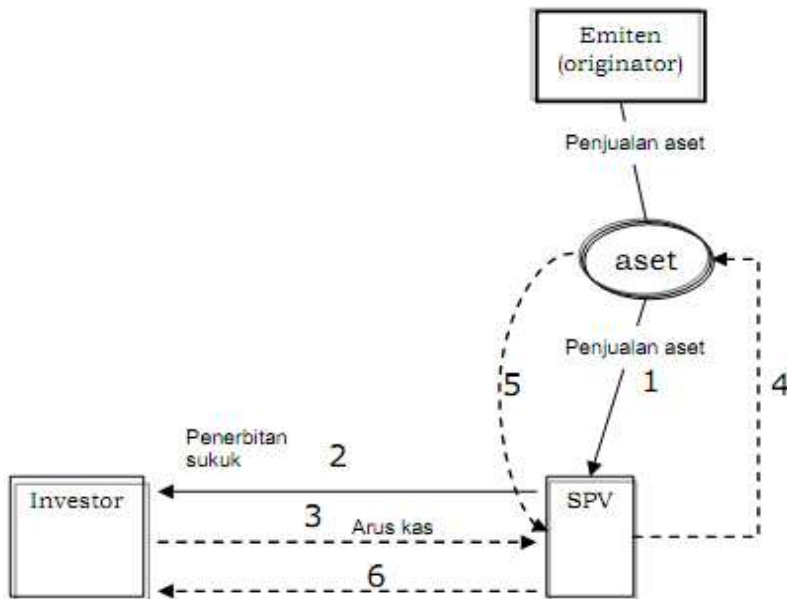 Emiten
(originator)
Penjualan aset
aset
Penjualan aset
5
1
4
Penerbitan
sukuk
2
Investor
SPV
3
Arus kas
6